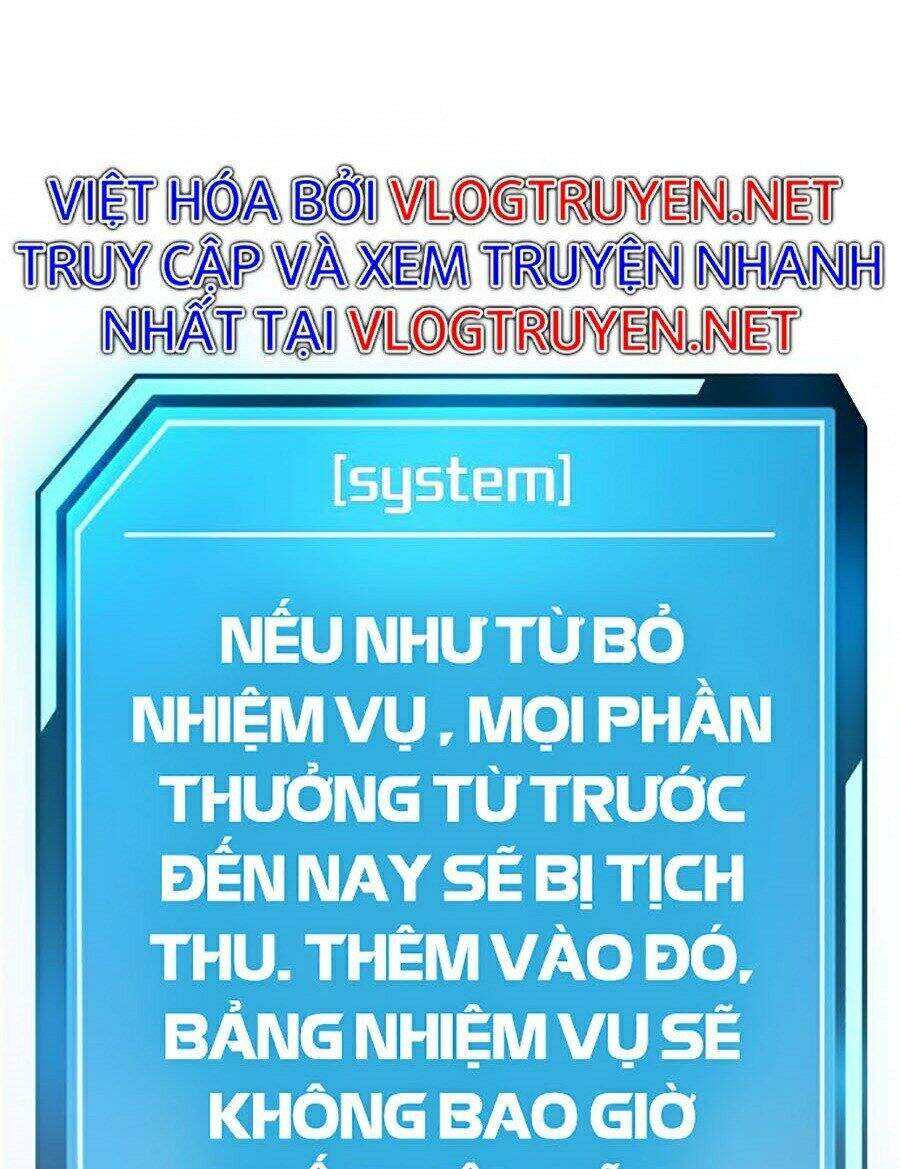 VIỆT HÓA BỞI VLOGTRUYEN.NET
TRUY CẬP VÀ XEM TRUYỆN NHANH
NHẤT TẠI VLOGTRUYEN.NET
[system]
NẾU NHƯ TỪ BỎ
NHIỆM VỤ , MỌI PHẦN
THƯỞNG TỪ TRƯỚC
ĐẾN NAY SẼ BỊ TỊCH
THU. THÊM VÀO ĐÓ,
BẢNG NHIỆM VỤ SẼ
KHÔNG BAO GIỜ